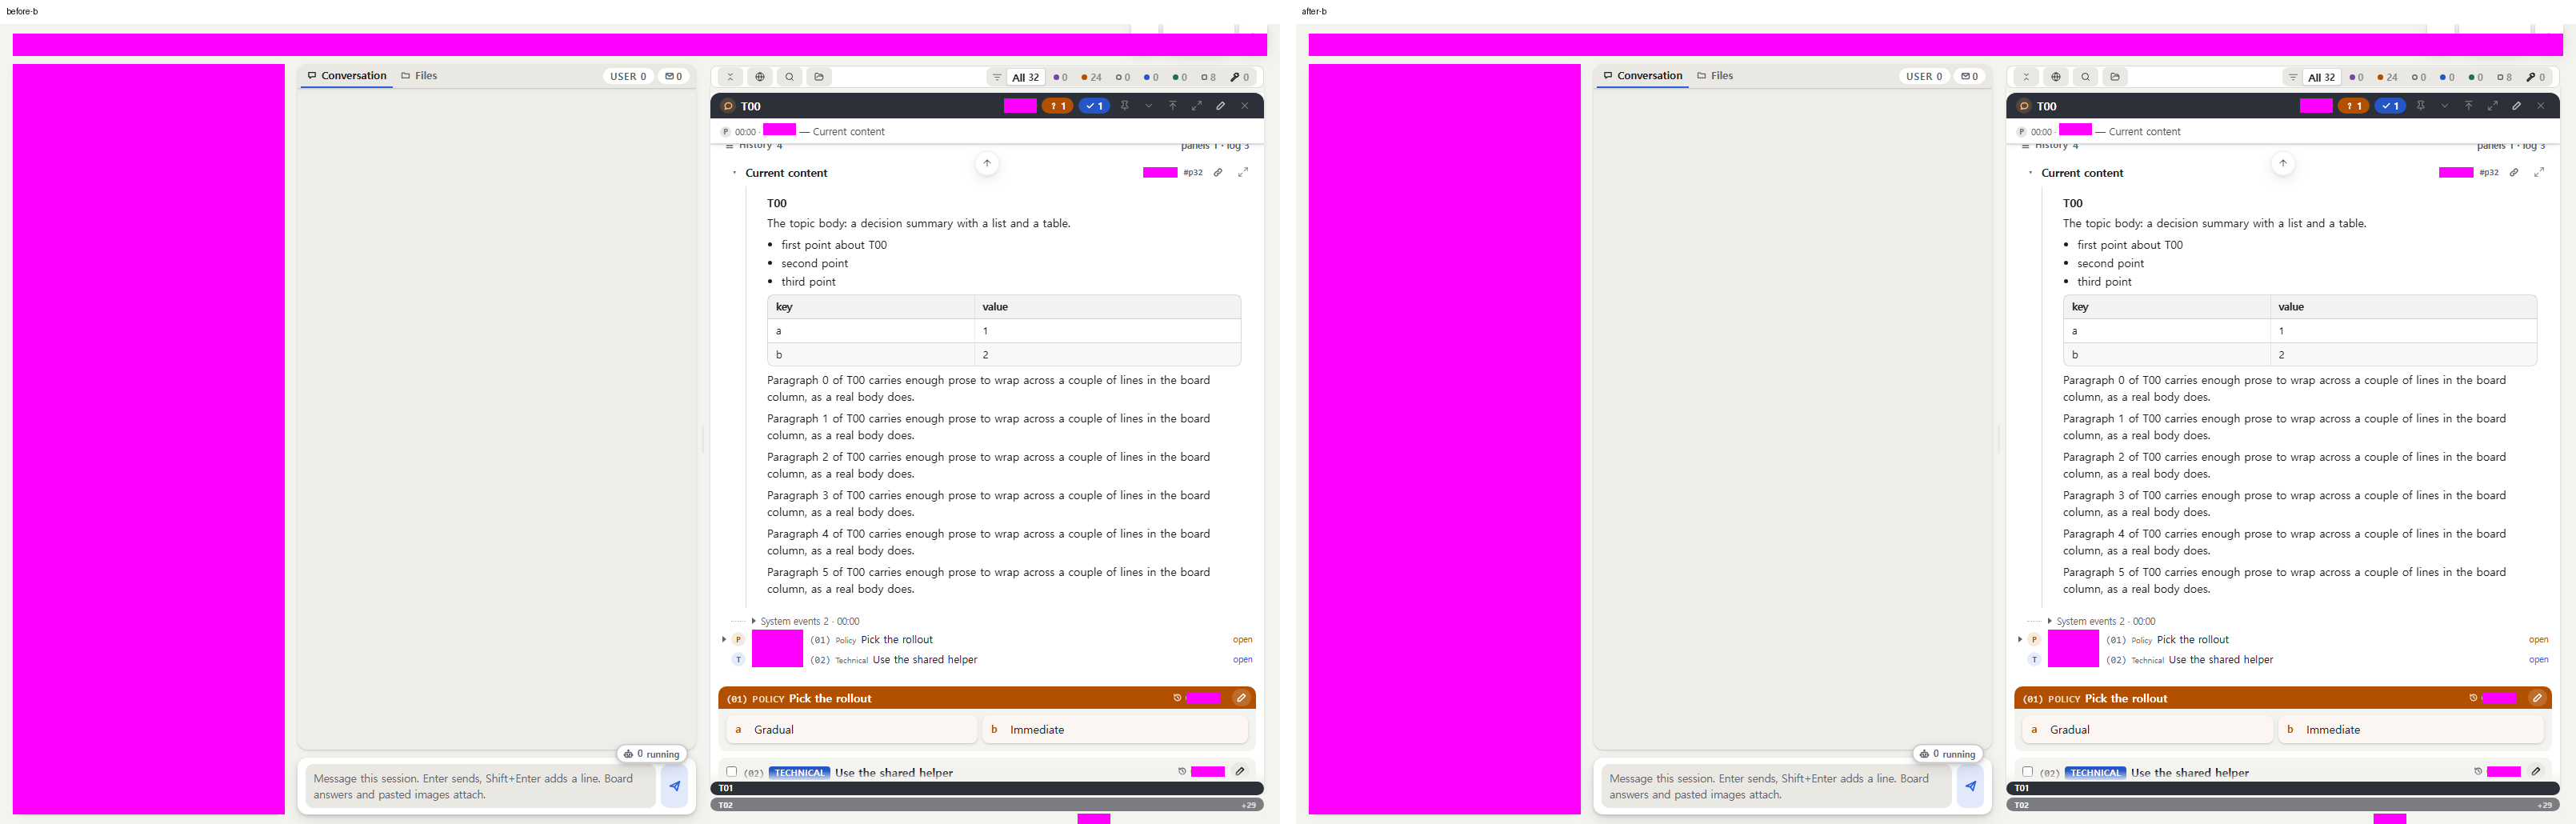 before-b
Conversation Files USER 0 0
All 32 0 24 0 0 0 8 0
T00 ? 1 1
P 00:00 · — Current content
History 4 panels 1 · log 3
Current content #p32
T00
The topic body: a decision summary with a list and a table.
first point about T00
second point
third point
key value
a 1
b 2
Paragraph 0 of T00 carries enough prose to wrap across a couple of lines in the board
column, as a real body does.
Paragraph 1 of T00 carries enough prose to wrap across a couple of lines in the board
column, as a real body does.
Paragraph 2 of T00 carries enough prose to wrap across a couple of lines in the board
column, as a real body does.
Paragraph 3 of T00 carries enough prose to wrap across a couple of lines in the board
column, as a real body does.
Paragraph 4 of T00 carries enough prose to wrap across a couple of lines in the board
column, as a real body does.
Paragraph 5 of T00 carries enough prose to wrap across a couple of lines in the board
column, as a real body does.
System events 2 · 00:00
P (01) Policy Pick the rollout open
T (02) Technical Use the shared helper open
(01) POLICY Pick the rollout
a Gradual b Immediate
(02) TECHNICAL Use the shared helper
0 running
Message this session. Enter sends, Shift+Enter adds a line. Board
answers and pasted images attach.
T01
T02 +29
after-b
Conversation Files USER 0 0
All 32 0 24 0 0 0 8 0
T00 ? 1 1
P 00:00 · — Current content
History 4 panels 1 · log 3
Current content #p32
T00
The topic body: a decision summary with a list and a table.
first point about T00
second point
third point
key value
a 1
b 2
Paragraph 0 of T00 carries enough prose to wrap across a couple of lines in the board
column, as a real body does.
Paragraph 1 of T00 carries enough prose to wrap across a couple of lines in the board
column, as a real body does.
Paragraph 2 of T00 carries enough prose to wrap across a couple of lines in the board
column, as a real body does.
Paragraph 3 of T00 carries enough prose to wrap across a couple of lines in the board
column, as a real body does.
Paragraph 4 of T00 carries enough prose to wrap across a couple of lines in the board
column, as a real body does.
Paragraph 5 of T00 carries enough prose to wrap across a couple of lines in the board
column, as a real body does.
System events 2 · 00:00
P (01) Policy Pick the rollout open
T (02) Technical Use the shared helper open
(01) POLICY Pick the rollout
a Gradual b Immediate
(02) TECHNICAL Use the shared helper
0 running
Message this session. Enter sends, Shift+Enter adds a line. Board
answers and pasted images attach.
T01
T02 +29